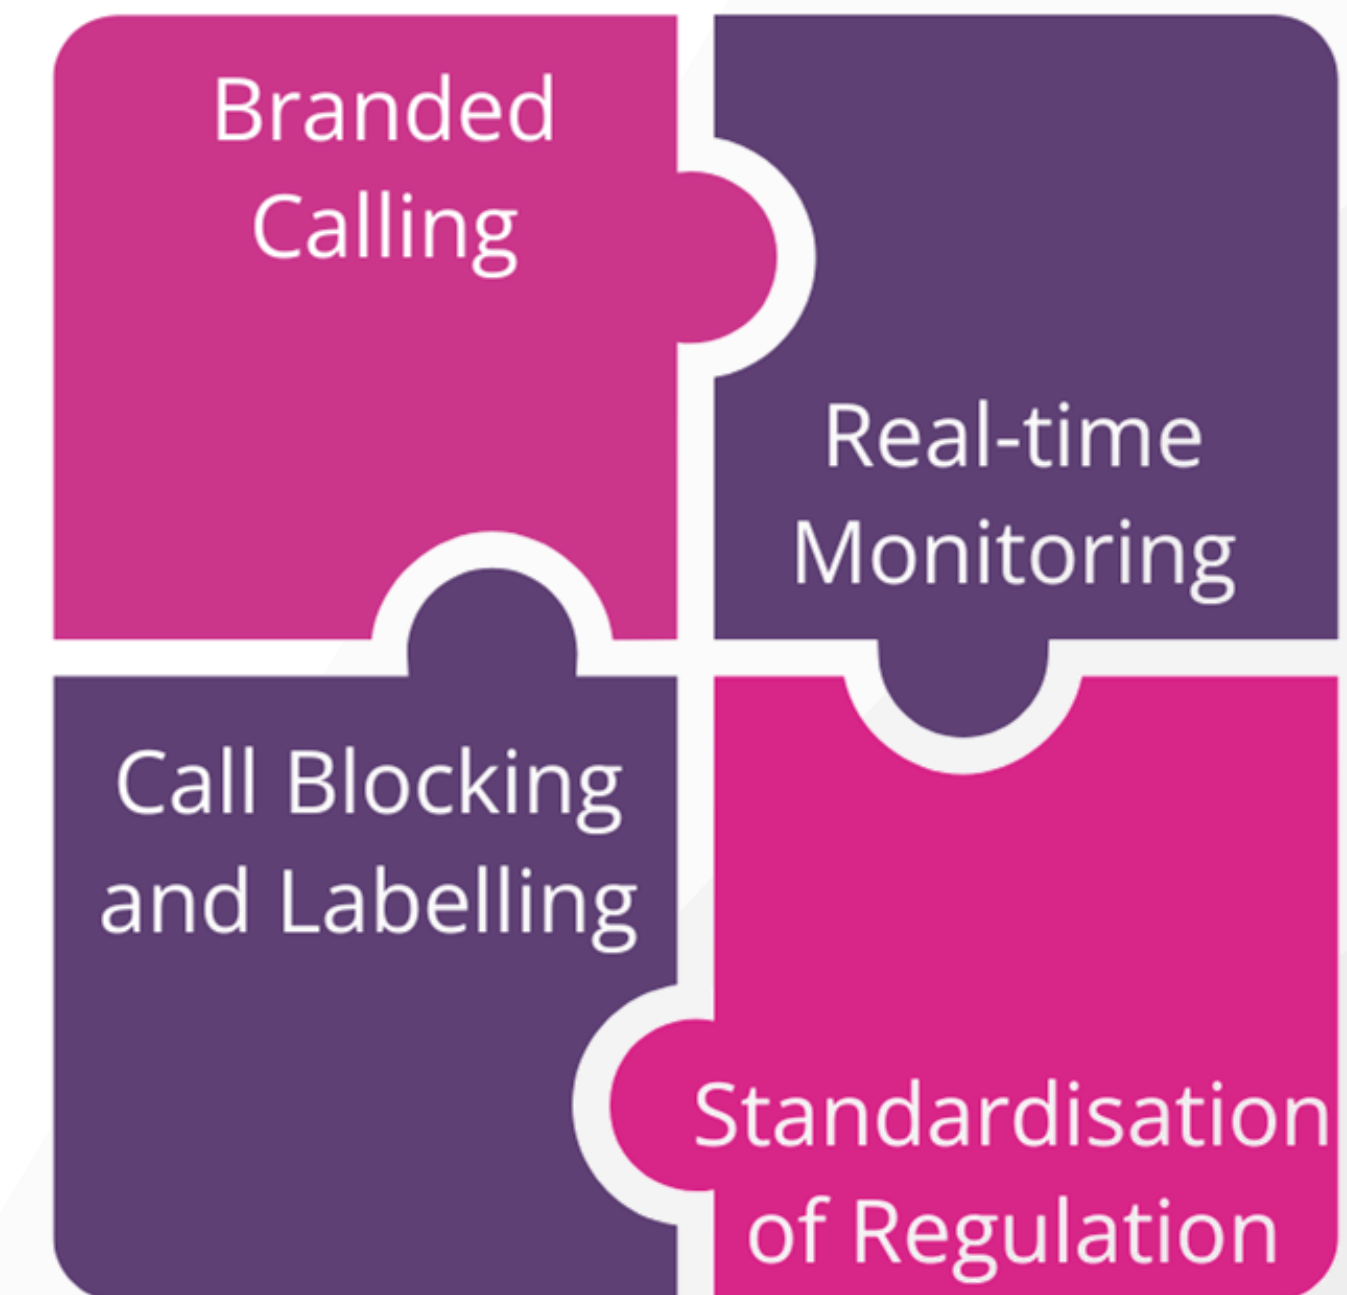 Branded
Calling
Real-time
Monitoring
Call Blocking
and Labelling
Standardisation
of Regulation